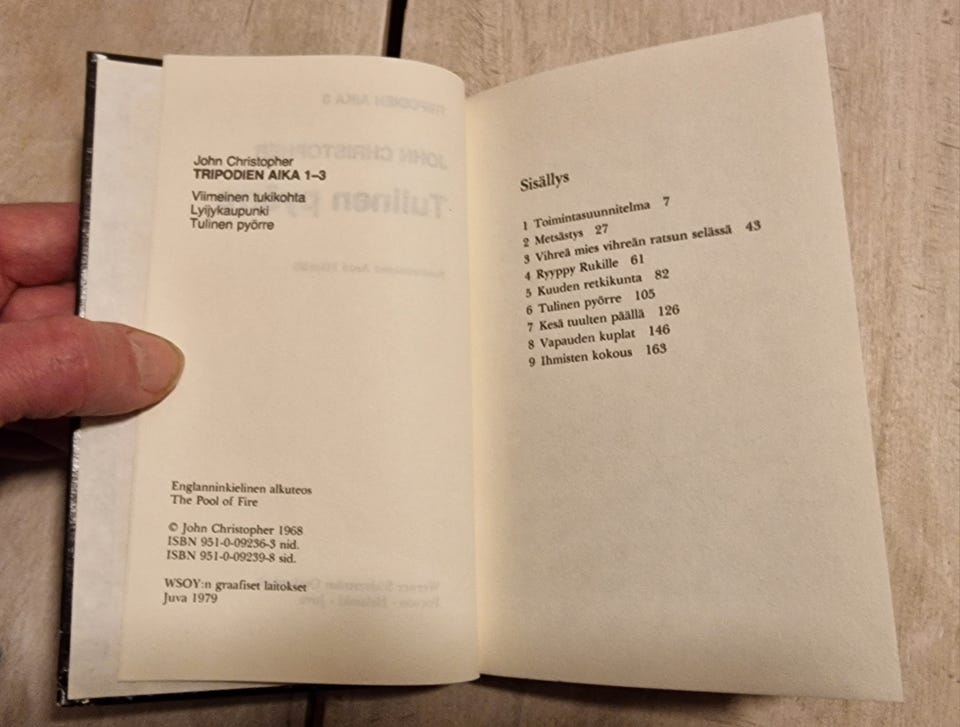 John Christopher
TRIPODIEN AIKA 1–3
Viimeinen tukikohta
Lyijykaupunki
Tulinen pyörre
Englanninkielinen alkuteos
The Pool of Fire
© John Christopher 1968
ISBN 951-0-09236-3 nid.
ISBN 951-0-09239-8 sid.
WSOY:n graafiset laitokset
Juva 1979
Sisällys
1 Toimintasuunnitelma 7
2 Metsästys 27
3 Vihreä mies vihreän ratsun selässä 43
4 Ryyppy Rukille 61
5 Kuuden retkikunta 82
6 Tulinen pyörre 105
7 Kesä tuulten päällä 126
8 Vapauden kuplat 146
9 Ihmisten kokous 163